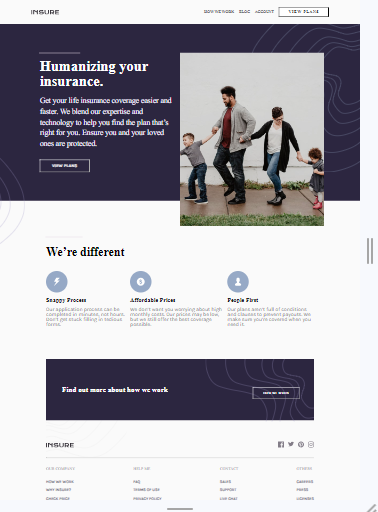 INSURE
HOW WE WORK BLOG ACCOUNT VIEW PLANS
Humanizing your
insurance.
Get your life insurance coverage easier and
faster. We blend our expertise and
technology to help you find the plan that's
right for you. Ensure you and your loved
ones are protected.
VIEW PLANS
We're different
Snappy Process
Our application process can be
completed in minutes, not hours.
Don't get stuck filling in tedious
forms.
Affordable Prices
We don't want you worrying about high
monthly costs. Our prices may be low,
but we still offer the best coverage
possible.
People First
Our plans aren't full of conditions
and clauses to prevent payouts. We
make sure you're covered when you
need it.
Find out more about how we work
HOW WE WORK
INSURE
OUR COMPANY
HOW WE WORK
WHY INSURE?
CHECK PRICE
HELP ME
FAQ
TERMS OF USE
PRIVACY POLICY
CONTACT
SALES
SUPPORT
LIVE CHAT
OTHERS
CAREERS
PRESS
LICENSES